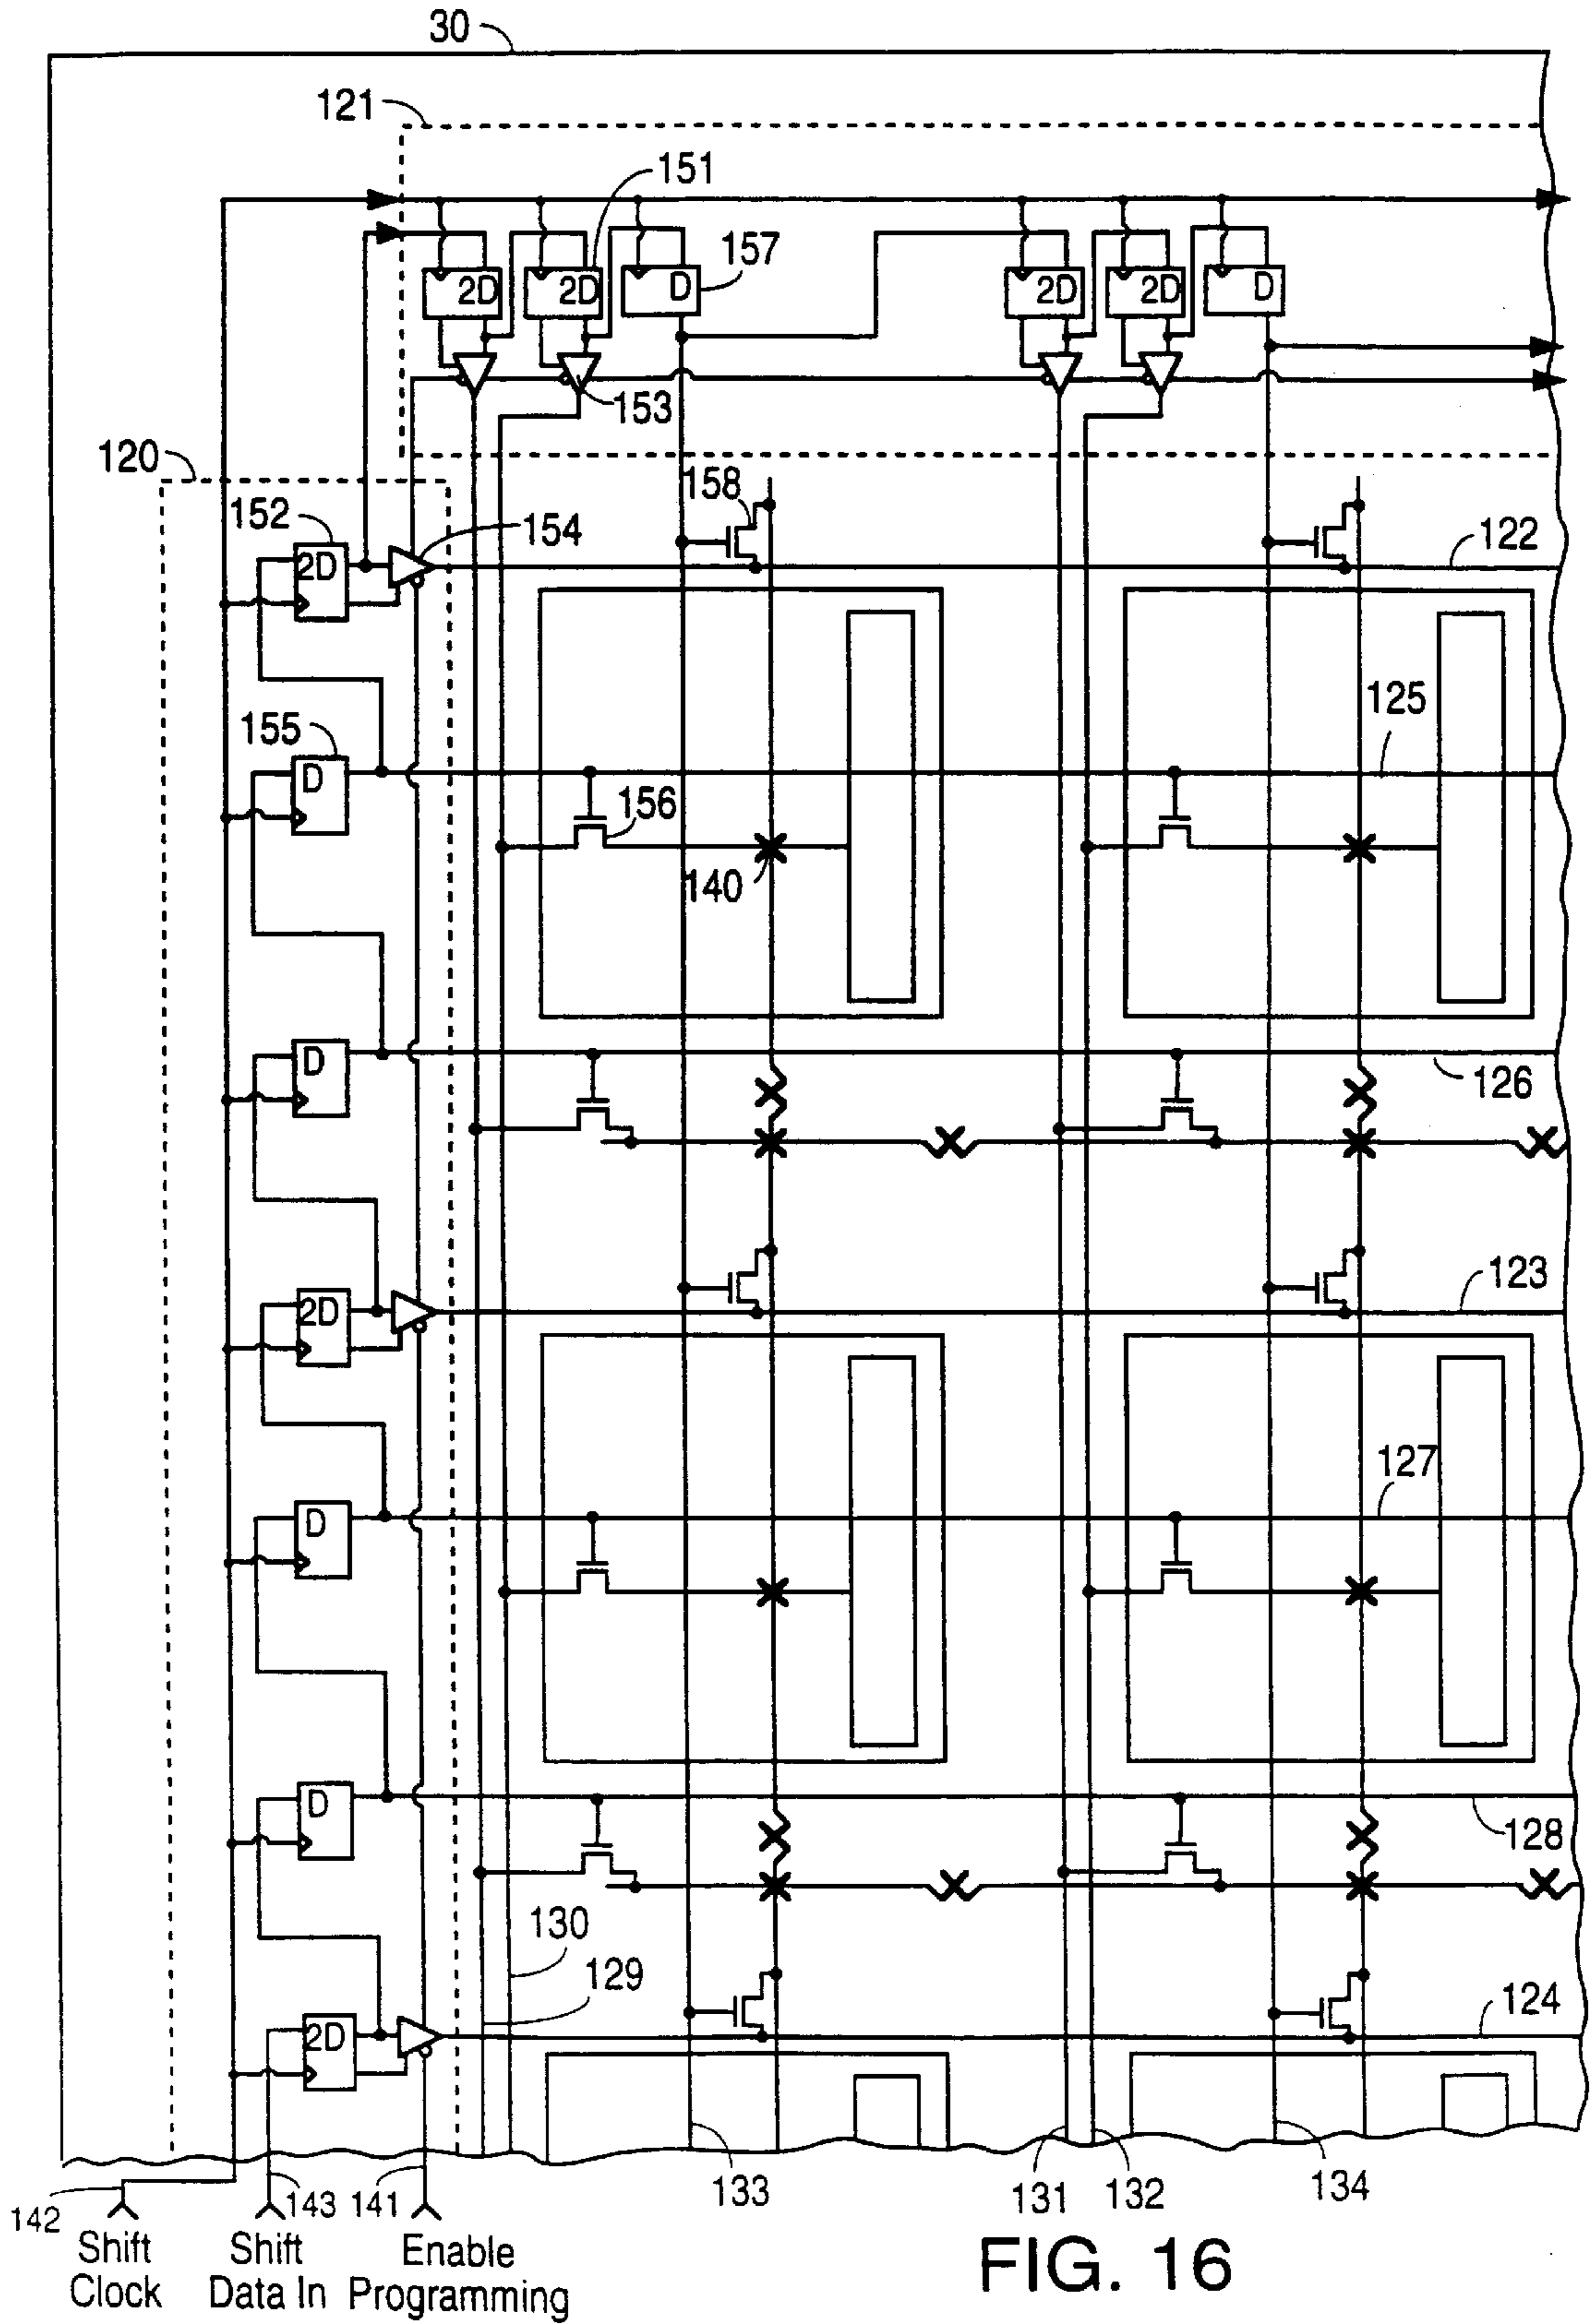 30
121
151
157
2D 2D D 2D 2D D
153
120
152
158
154
122
2D
125
155
D
156
140
D
126
123
2D
127
D
D
128
130
129
124
2D
133
131 132
134
142
143 141
Shift Clock
Shift Data In
Enable Programming
FIG. 16